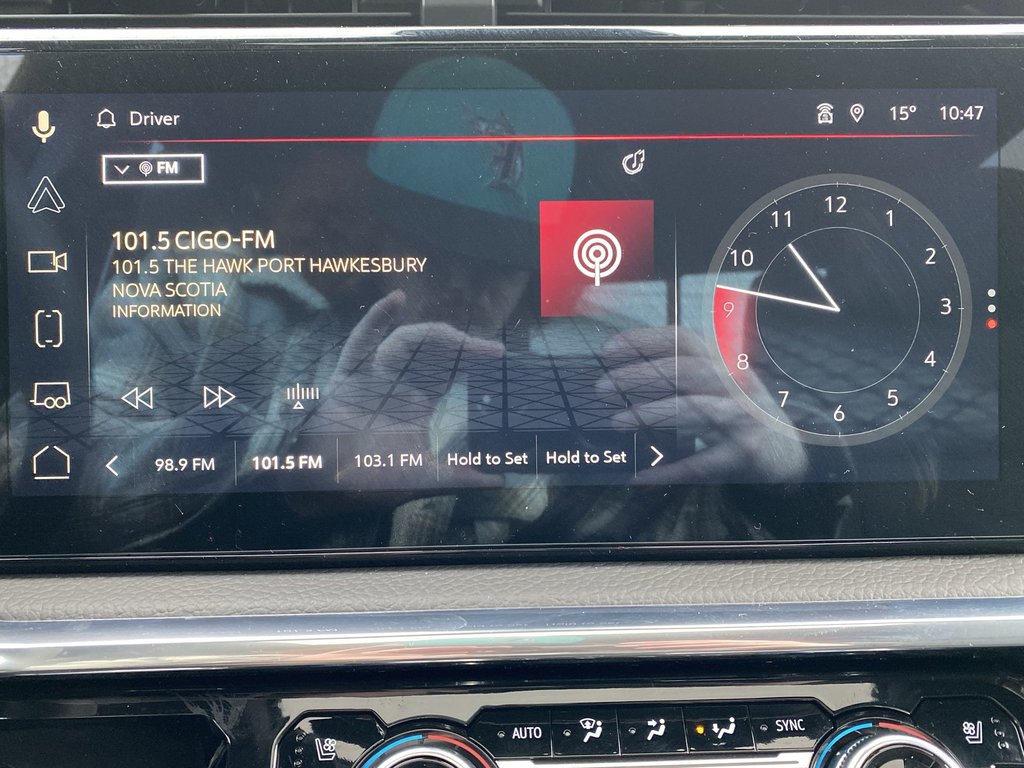 Driver
15° 10:47
FM
101.5 CIGO-FM
101.5 THE HAWK PORT HAWKESBURY
NOVA SCOTIA
INFORMATION
12
11 1
10 2
9 3
8 4
7 5
6
98.9 FM 101.5 FM 103.1 FM Hold to Set Hold to Set
AUTO SYNC